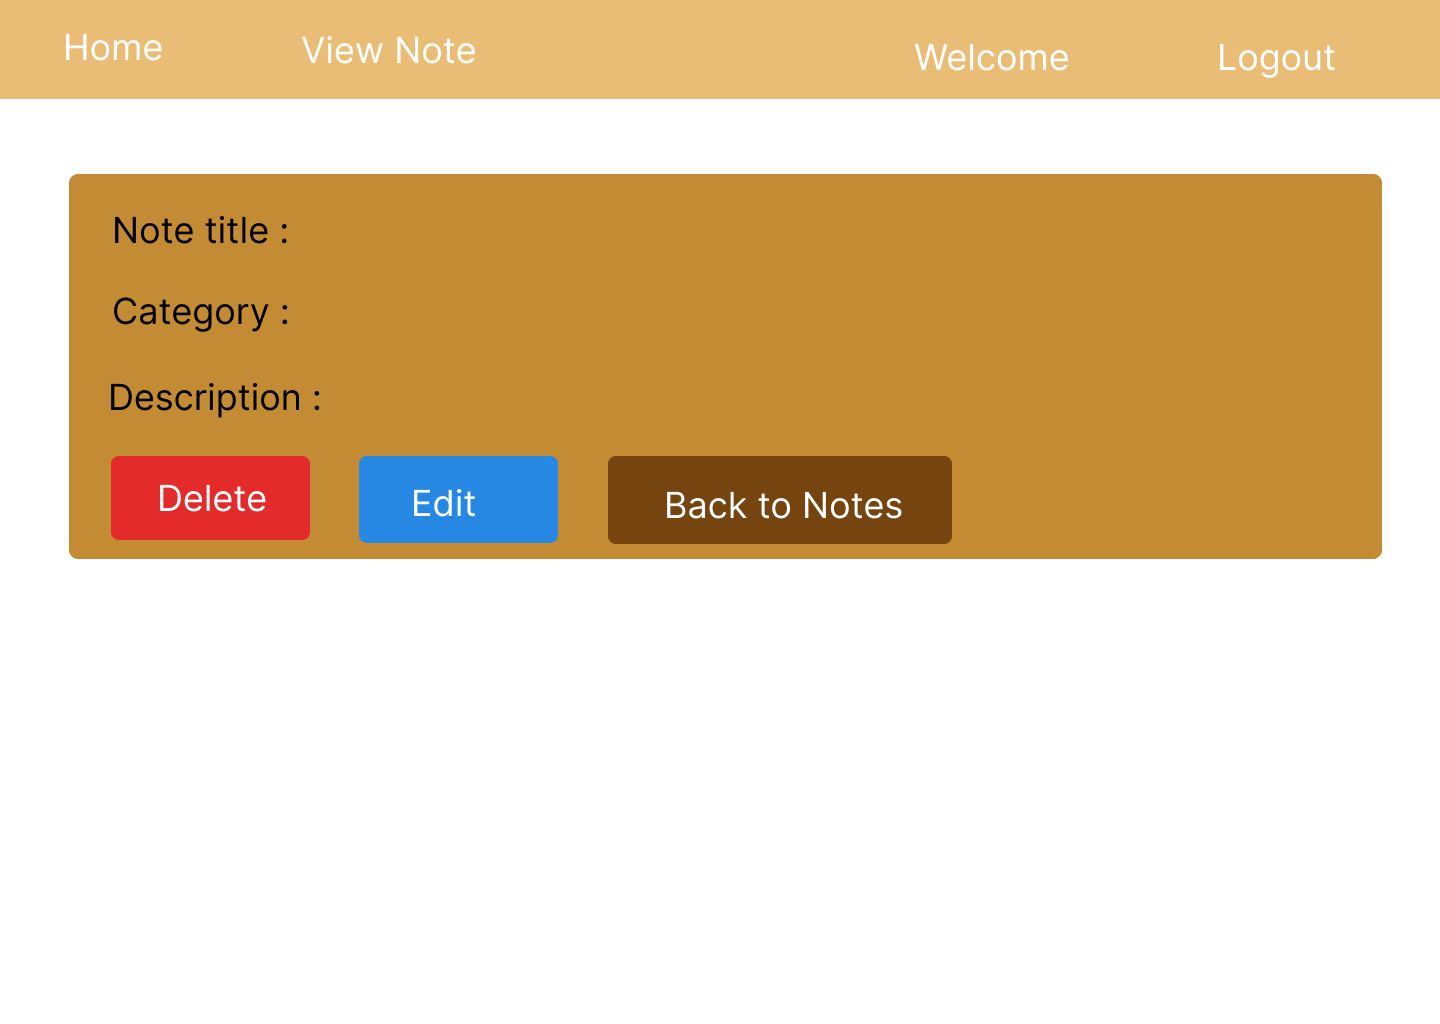 Home View Note Welcome Logout
Note title :
Category :
Description :
Delete Edit Back to Notes